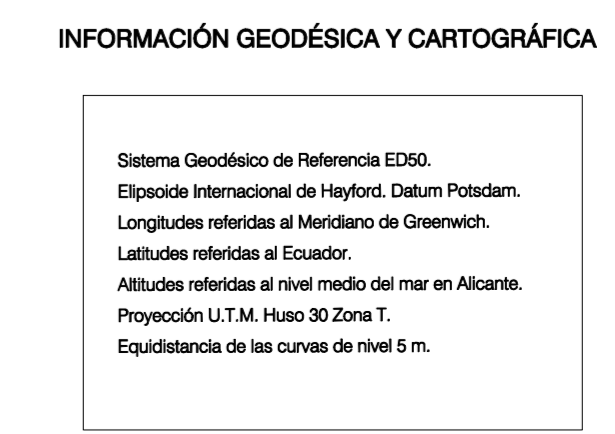 INFORMACIÓN GEODÉSICA Y CARTOGRÁFICA
Sistema Geodésico de Referencia ED50.
Elipsoide Internacional de Hayford. Datum Potsdam.
Longitudes referidas al Meridiano de Greenwich.
Latitudes referidas al Ecuador.
Altitudes referidas al nivel medio del mar en Alicante.
Proyección U.T.M. Huso 30 Zona T.
Equidistancia de las curvas de nivel 5 m.